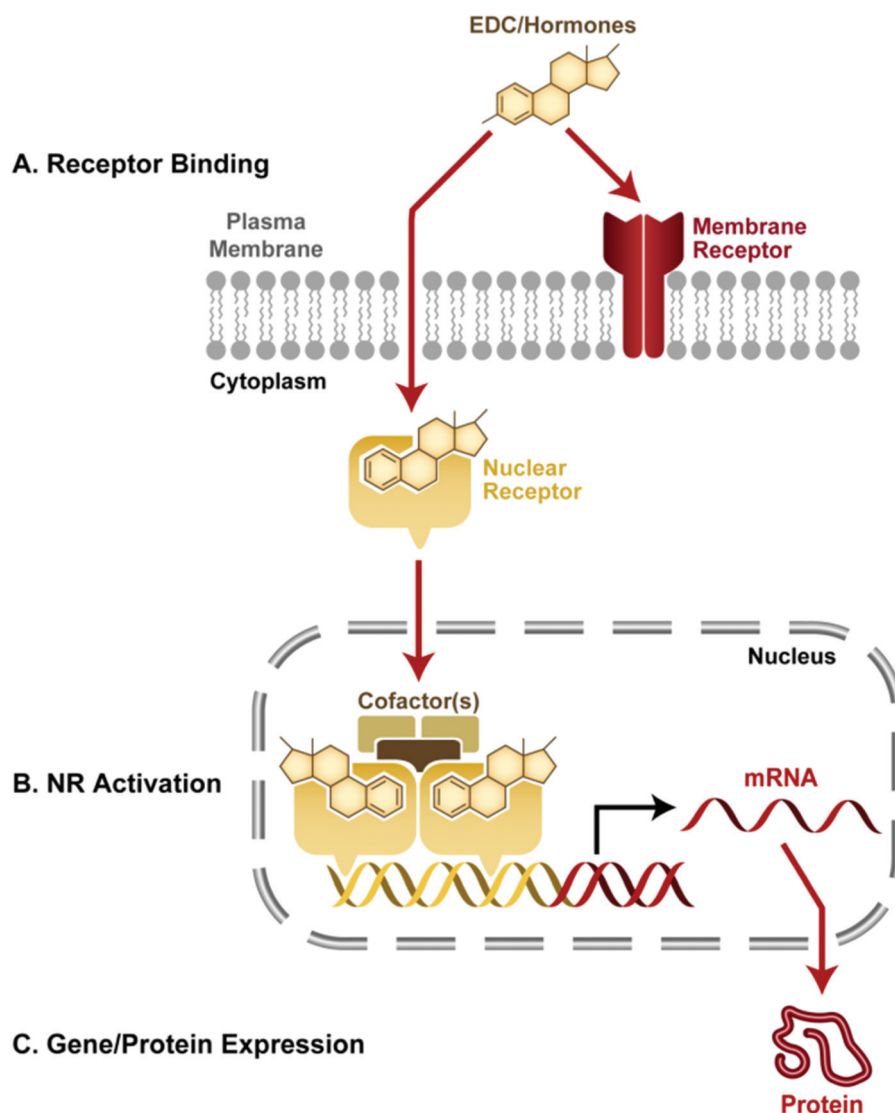 EDC/Hormones
A. Receptor Binding
Plasma
Membrane
Membrane
Receptor
Cytoplasm
Nuclear
Receptor
Nucleus
Cofactor(s)
B. NR Activation
mRNA
C. Gene/Protein Expression
Protein